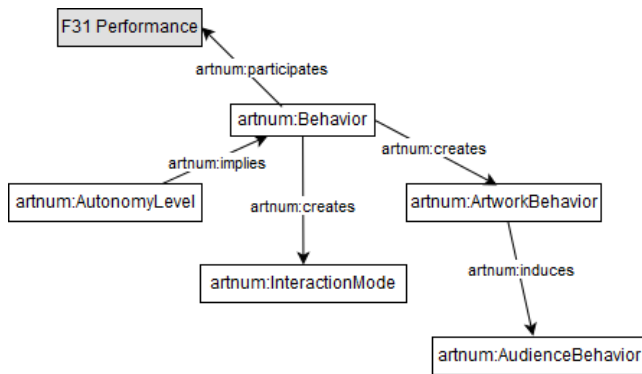 F31 Performance
artnum:participates
artnum:Behavior
artnum:creates
artnum:implies
artnum:AutonomyLevel
artnum:creates
artnum:ArtworkBehavior
artnum:InteractionMode
artnum:induces
artnum:AudienceBehavior